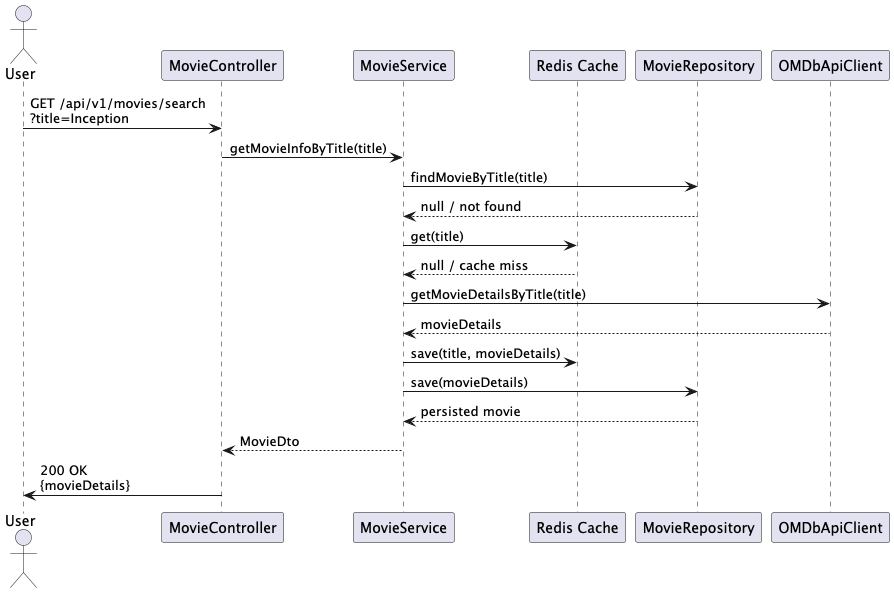 User
MovieController
MovieService
Redis Cache
MovieRepository
OMDbApiClient
GET /api/v1/movies/search
?title=Inception
getMovieInfoByTitle(title)
findMovieByTitle(title)
null / not found
get(title)
null / cache miss
getMovieDetailsByTitle(title)
movieDetails
save(title, movieDetails)
save(movieDetails)
persisted movie
MovieDto
200 OK
{movieDetails}
User
MovieController
MovieService
Redis Cache
MovieRepository
OMDbApiClient